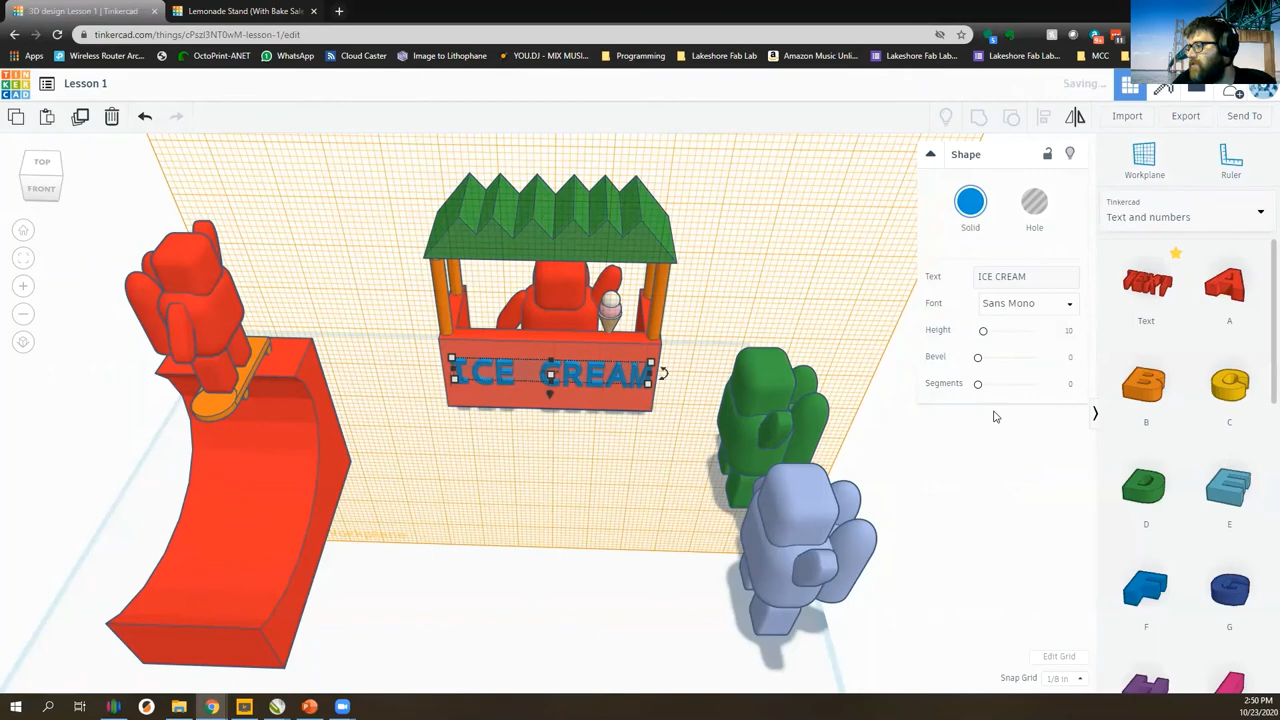 3D design Lesson 1 | Tinkercad
Lemonade Stand (With Bake Sale
tinkercad.com/things/cPszI3NT0wM-lesson-1/edit
Apps
Wireless Router Arc...
OctoPrint-ANET
WhatsApp
Cloud Caster
Image to Lithophane
YOU.DJ – MIX MUSI...
Programming
Lakeshore Fab Lab
Amazon Music Unli...
Lakeshore Fab Lab...
Lakeshore Fab Lab...
MCC
TIN
KER
CAD
Lesson 1
Saving...
Import
Export
Send To
TOP
FRONT
Shape
Solid
Hole
Text
ICE CREAM
Font
Sans Mono
Height
10
Bevel
0
Segments
0
Workplane
Ruler
Tinkercad
Text and numbers
TEXT
A
Text
A
B
C
B
C
D
E
D
E
F
G
F
G
ICE CREAM
Edit Grid
Snap Grid
1/8 in
2:50 PM
10/23/2020